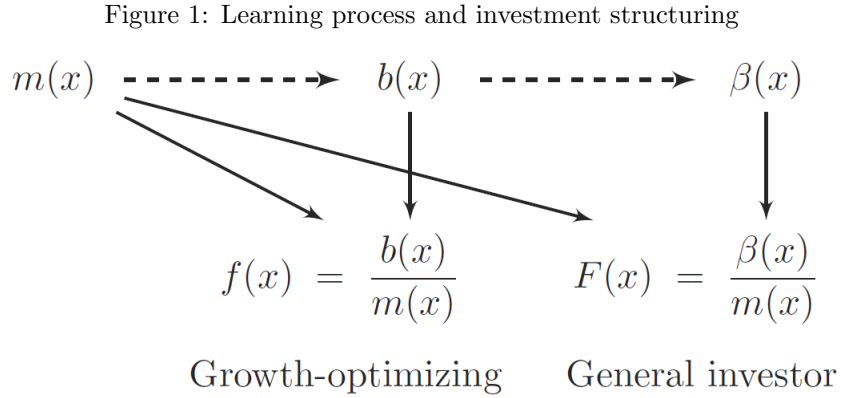 Figure 1: Learning process and investment structuring
m(x) b(x) β(x)
f(x) = b(x)/m(x) F(x) = β(x)/m(x)
Growth-optimizing General investor